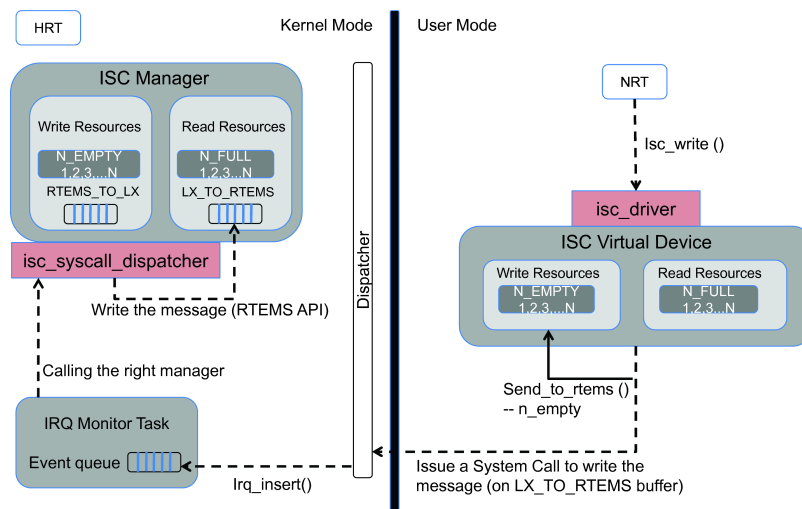 HRT
Kernel Mode
User Mode
ISC Manager
Write Resources
N_EMPTY
1,2,3,...N
RTEMS_TO_LX
Read Resources
N_FULL
1,2,3...N
LX_TO_RTEMS
isc_syscall_dispatcher
Write the message (RTEMS API)
Calling the right manager
IRQ Monitor Task
Event queue
Irq_insert()
Dispatcher
NRT
Isc_write ()
isc_driver
ISC Virtual Device
Write Resources
N_EMPTY
1,2,3,...N
Read Resources
N_FULL
1,2,3...N
Send_to_rtems ()
-- n_empty
Issue a System Call to write the
message (on LX_TO_RTEMS buffer)